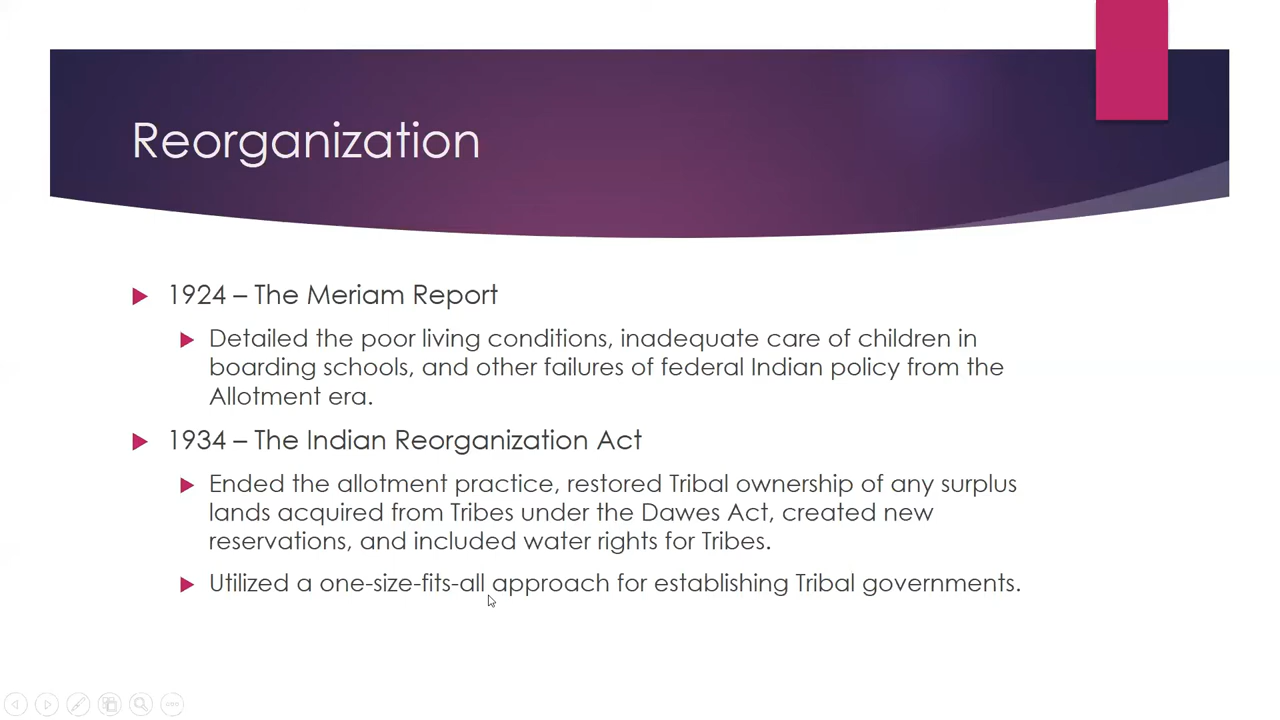 Reorganization
1924 – The Meriam Report
Detailed the poor living conditions, inadequate care of children in
boarding schools, and other failures of federal Indian policy from the
Allotment era.
1934 – The Indian Reorganization Act
Ended the allotment practice, restored Tribal ownership of any surplus
lands acquired from Tribes under the Dawes Act, created new
reservations, and included water rights for Tribes.
Utilized a one-size-fits-all approach for establishing Tribal governments.